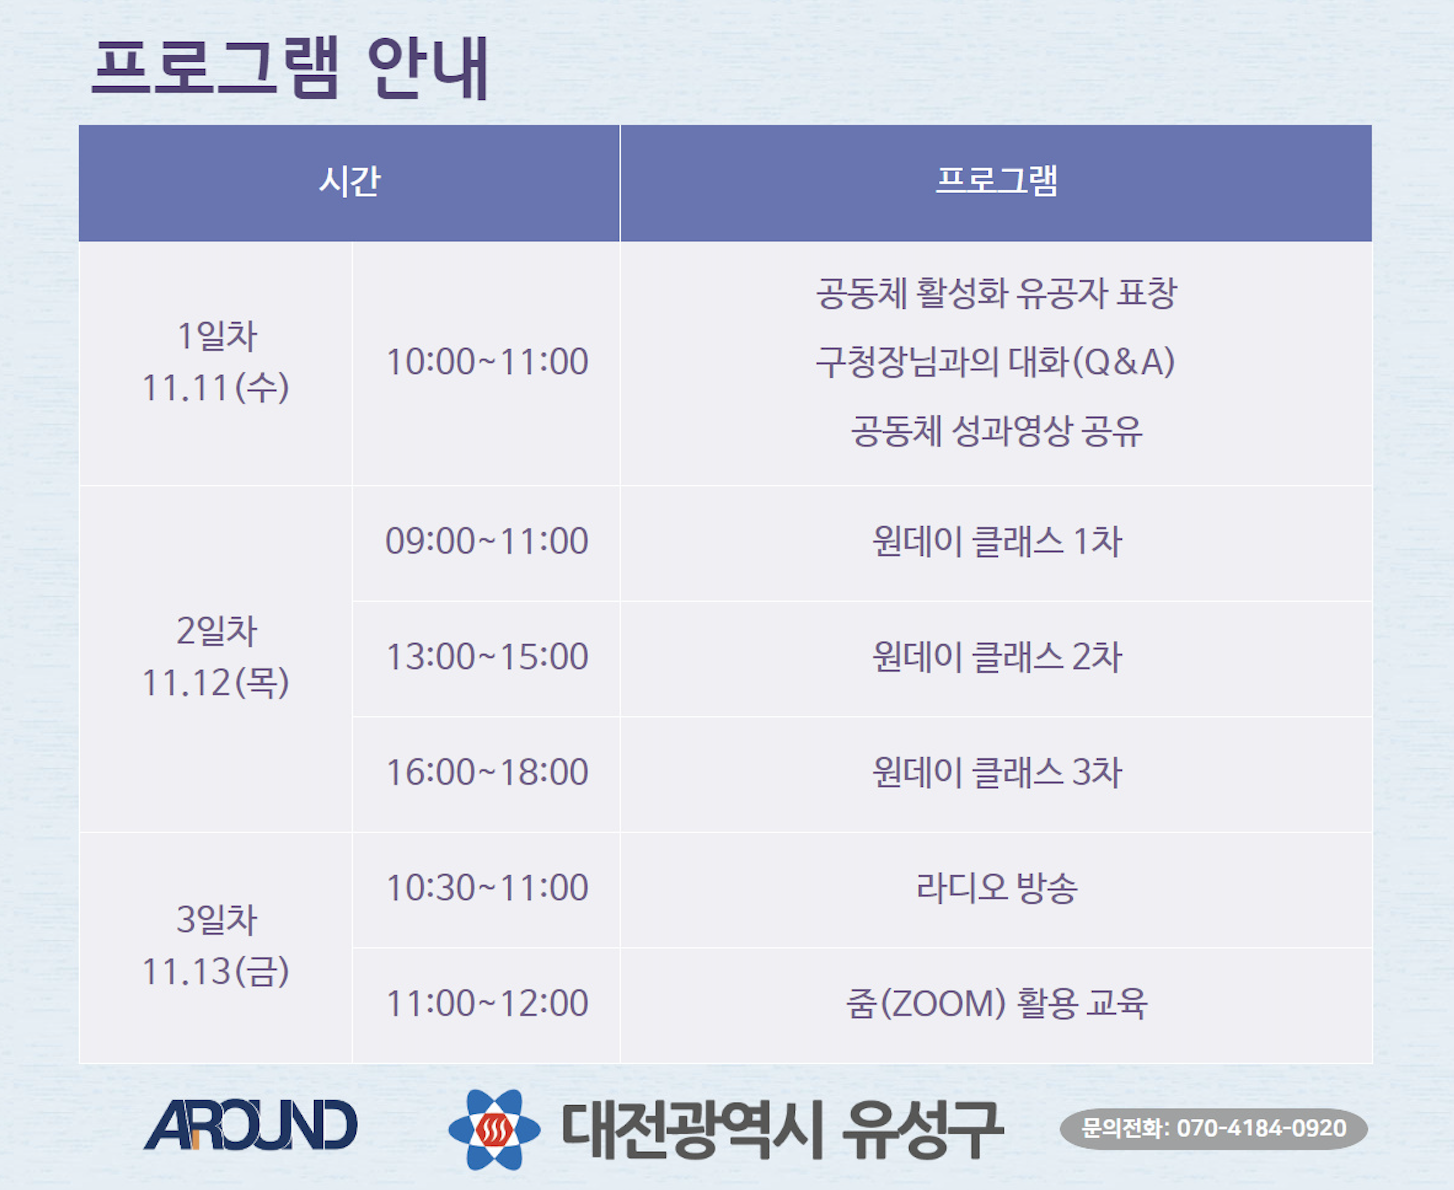 프로그램 안내
시간
프로그램
1일차
11.11(수)
10:00~11:00
공동체 활성화 유공자 표창
구청장님과의 대화(Q&A)
공동체 성과영상 공유
2일차
11.12(목)
09:00~11:00
원데이 클래스 1차
13:00~15:00
원데이 클래스 2차
16:00~18:00
원데이 클래스 3차
3일차
11.13(금)
10:30~11:00
라디오 방송
11:00~12:00
줌(ZOOM) 활용 교육
AROUND
대전광역시 유성구
문의전화: 070-4184-0920